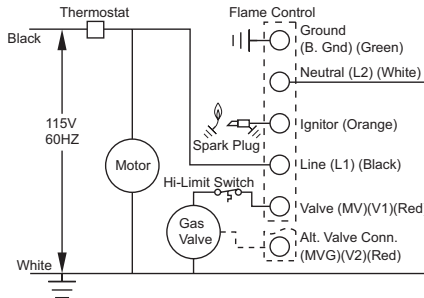 Thermostat
Flame Control
Black
Ground
(B. Gnd) (Green)
Neutral (L2) (White)
115V
60HZ
Ignitor (Orange)
Spark Plug
Motor
Line (L1) (Black)
Hi-Limit Switch
Valve (MV)(V1)(Red
Gas
Valve
Alt. Valve Conn.
(MVG)(V2)(Red)
White